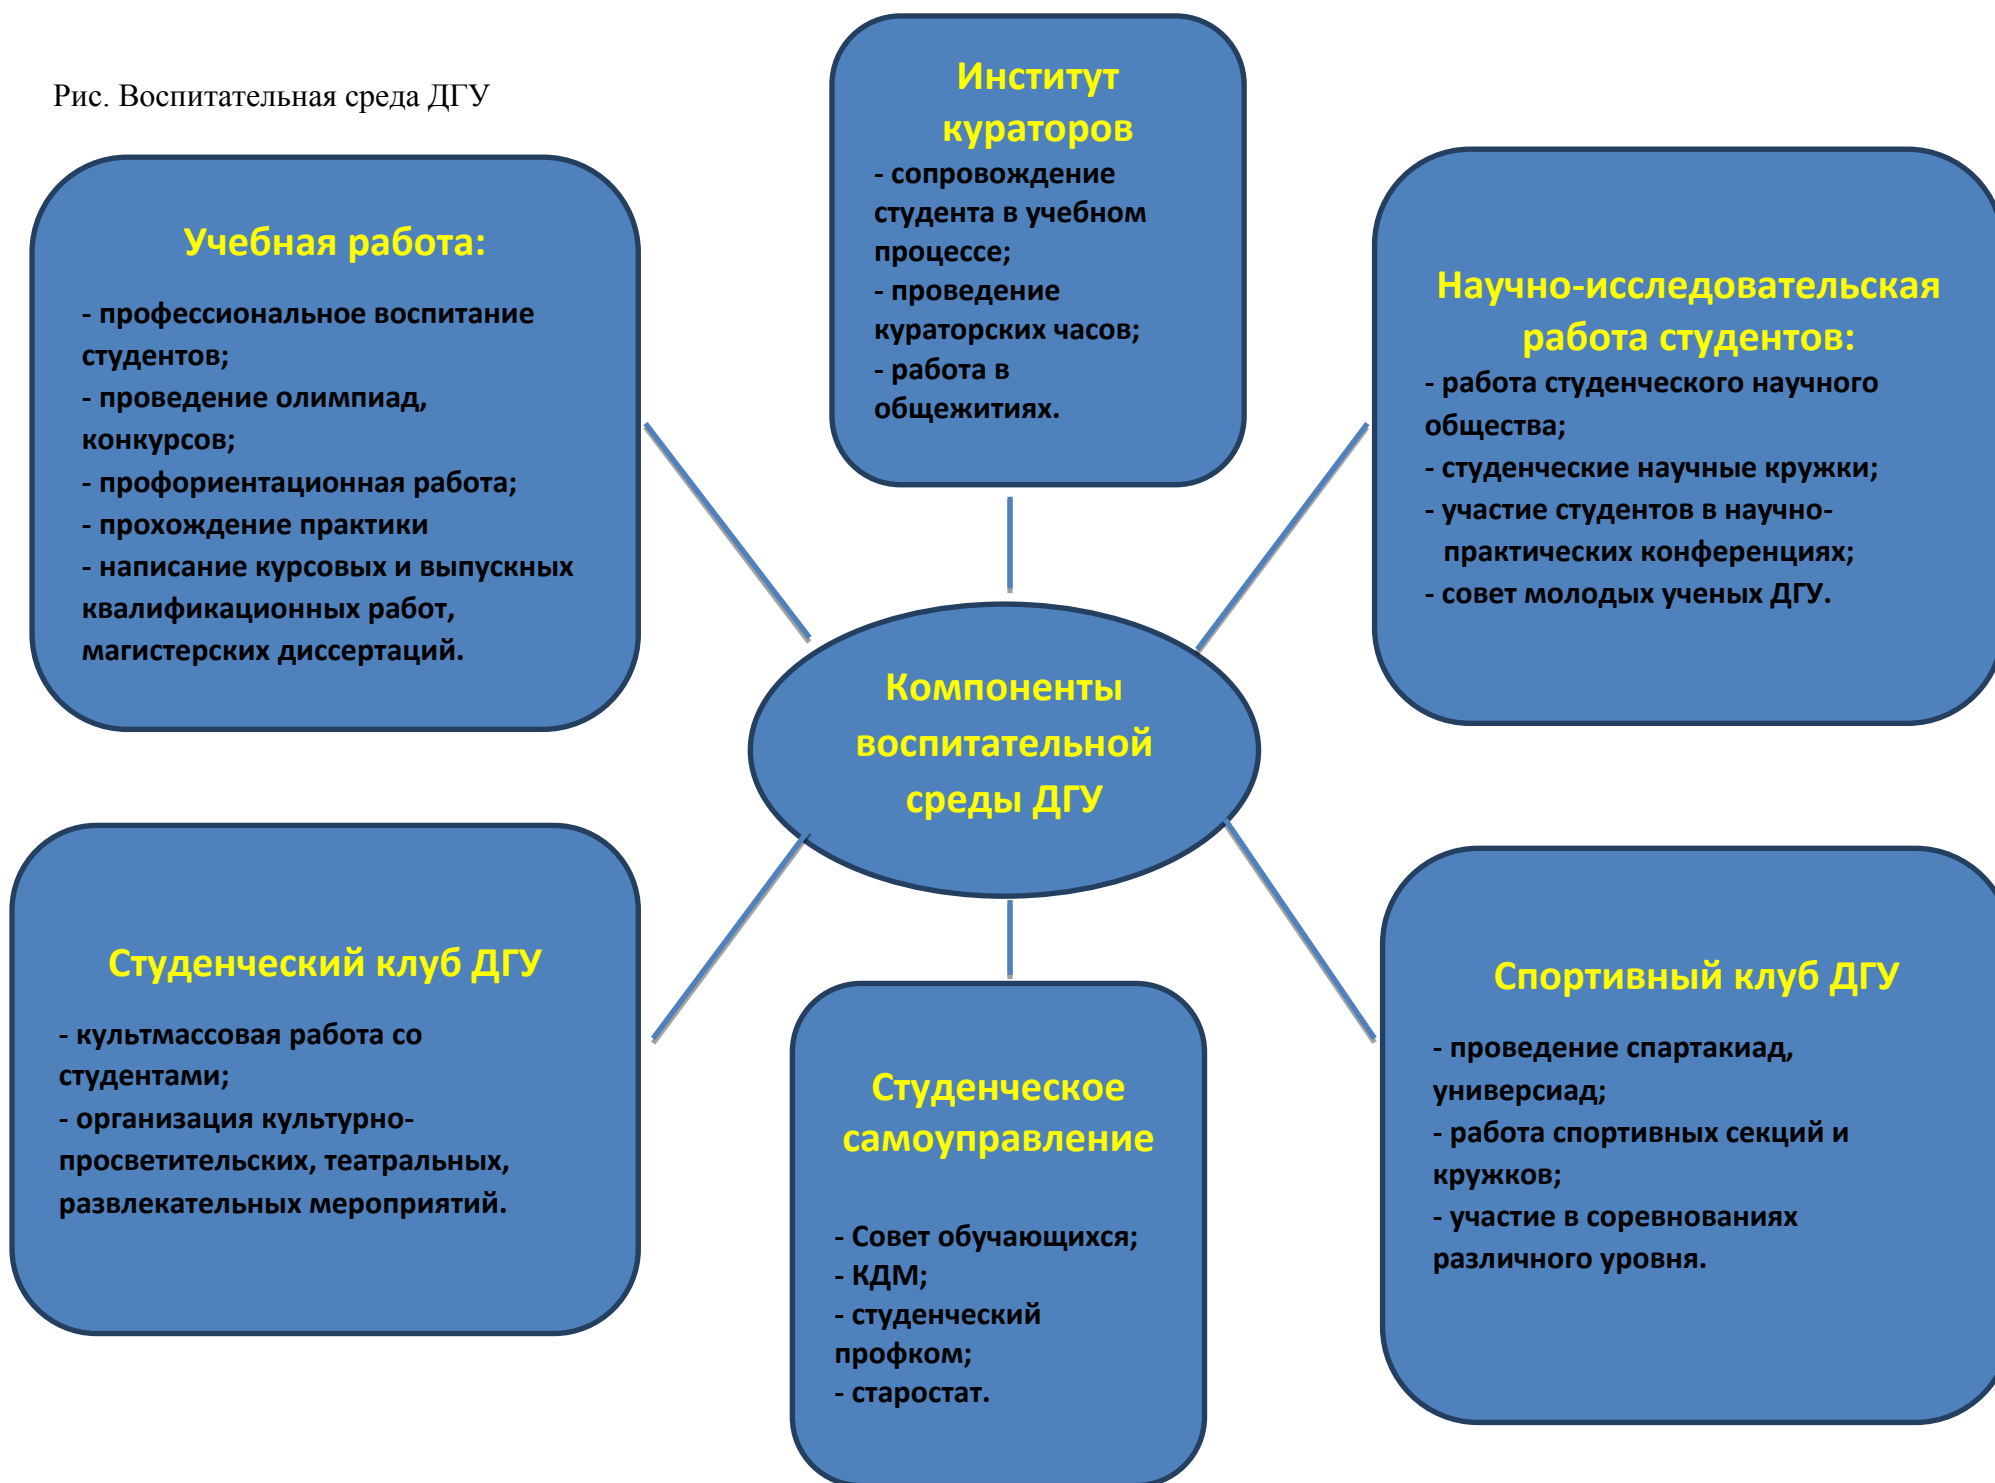 Рис. Воспитательная среда ДГУ
Институт
кураторов
- сопровождение
студента в учебном
процессе;
- проведение
кураторских часов;
- работа в
общежитиях.
Учебная работа:
- профессиональное воспитание
студентов;
- проведение олимпиад,
конкурсов;
- профориентационная работа;
- прохождение практики
- написание курсовых и выпускных
квалификационных работ,
магистерских диссертаций.
Научно-исследовательская
работа студентов:
- работа студенческого научного
общества;
- студенческие научные кружки;
- участие студентов в научно-
практических конференциях;
- совет молодых ученых ДГУ.
Компоненты
воспитательной
среды ДГУ
Студенческий клуб ДГУ
- культмассовая работа со
студентами;
- организация культурно-
просветительских, театральных,
развлекательных мероприятий.
Студенческое
самоуправление
- Совет обучающихся;
- КДМ;
- студенческий
профком;
- старостат.
Спортивный клуб ДГУ
- проведение спартакиад,
универсиад;
- работа спортивных секций и
кружков;
- участие в соревнованиях
различного уровня.